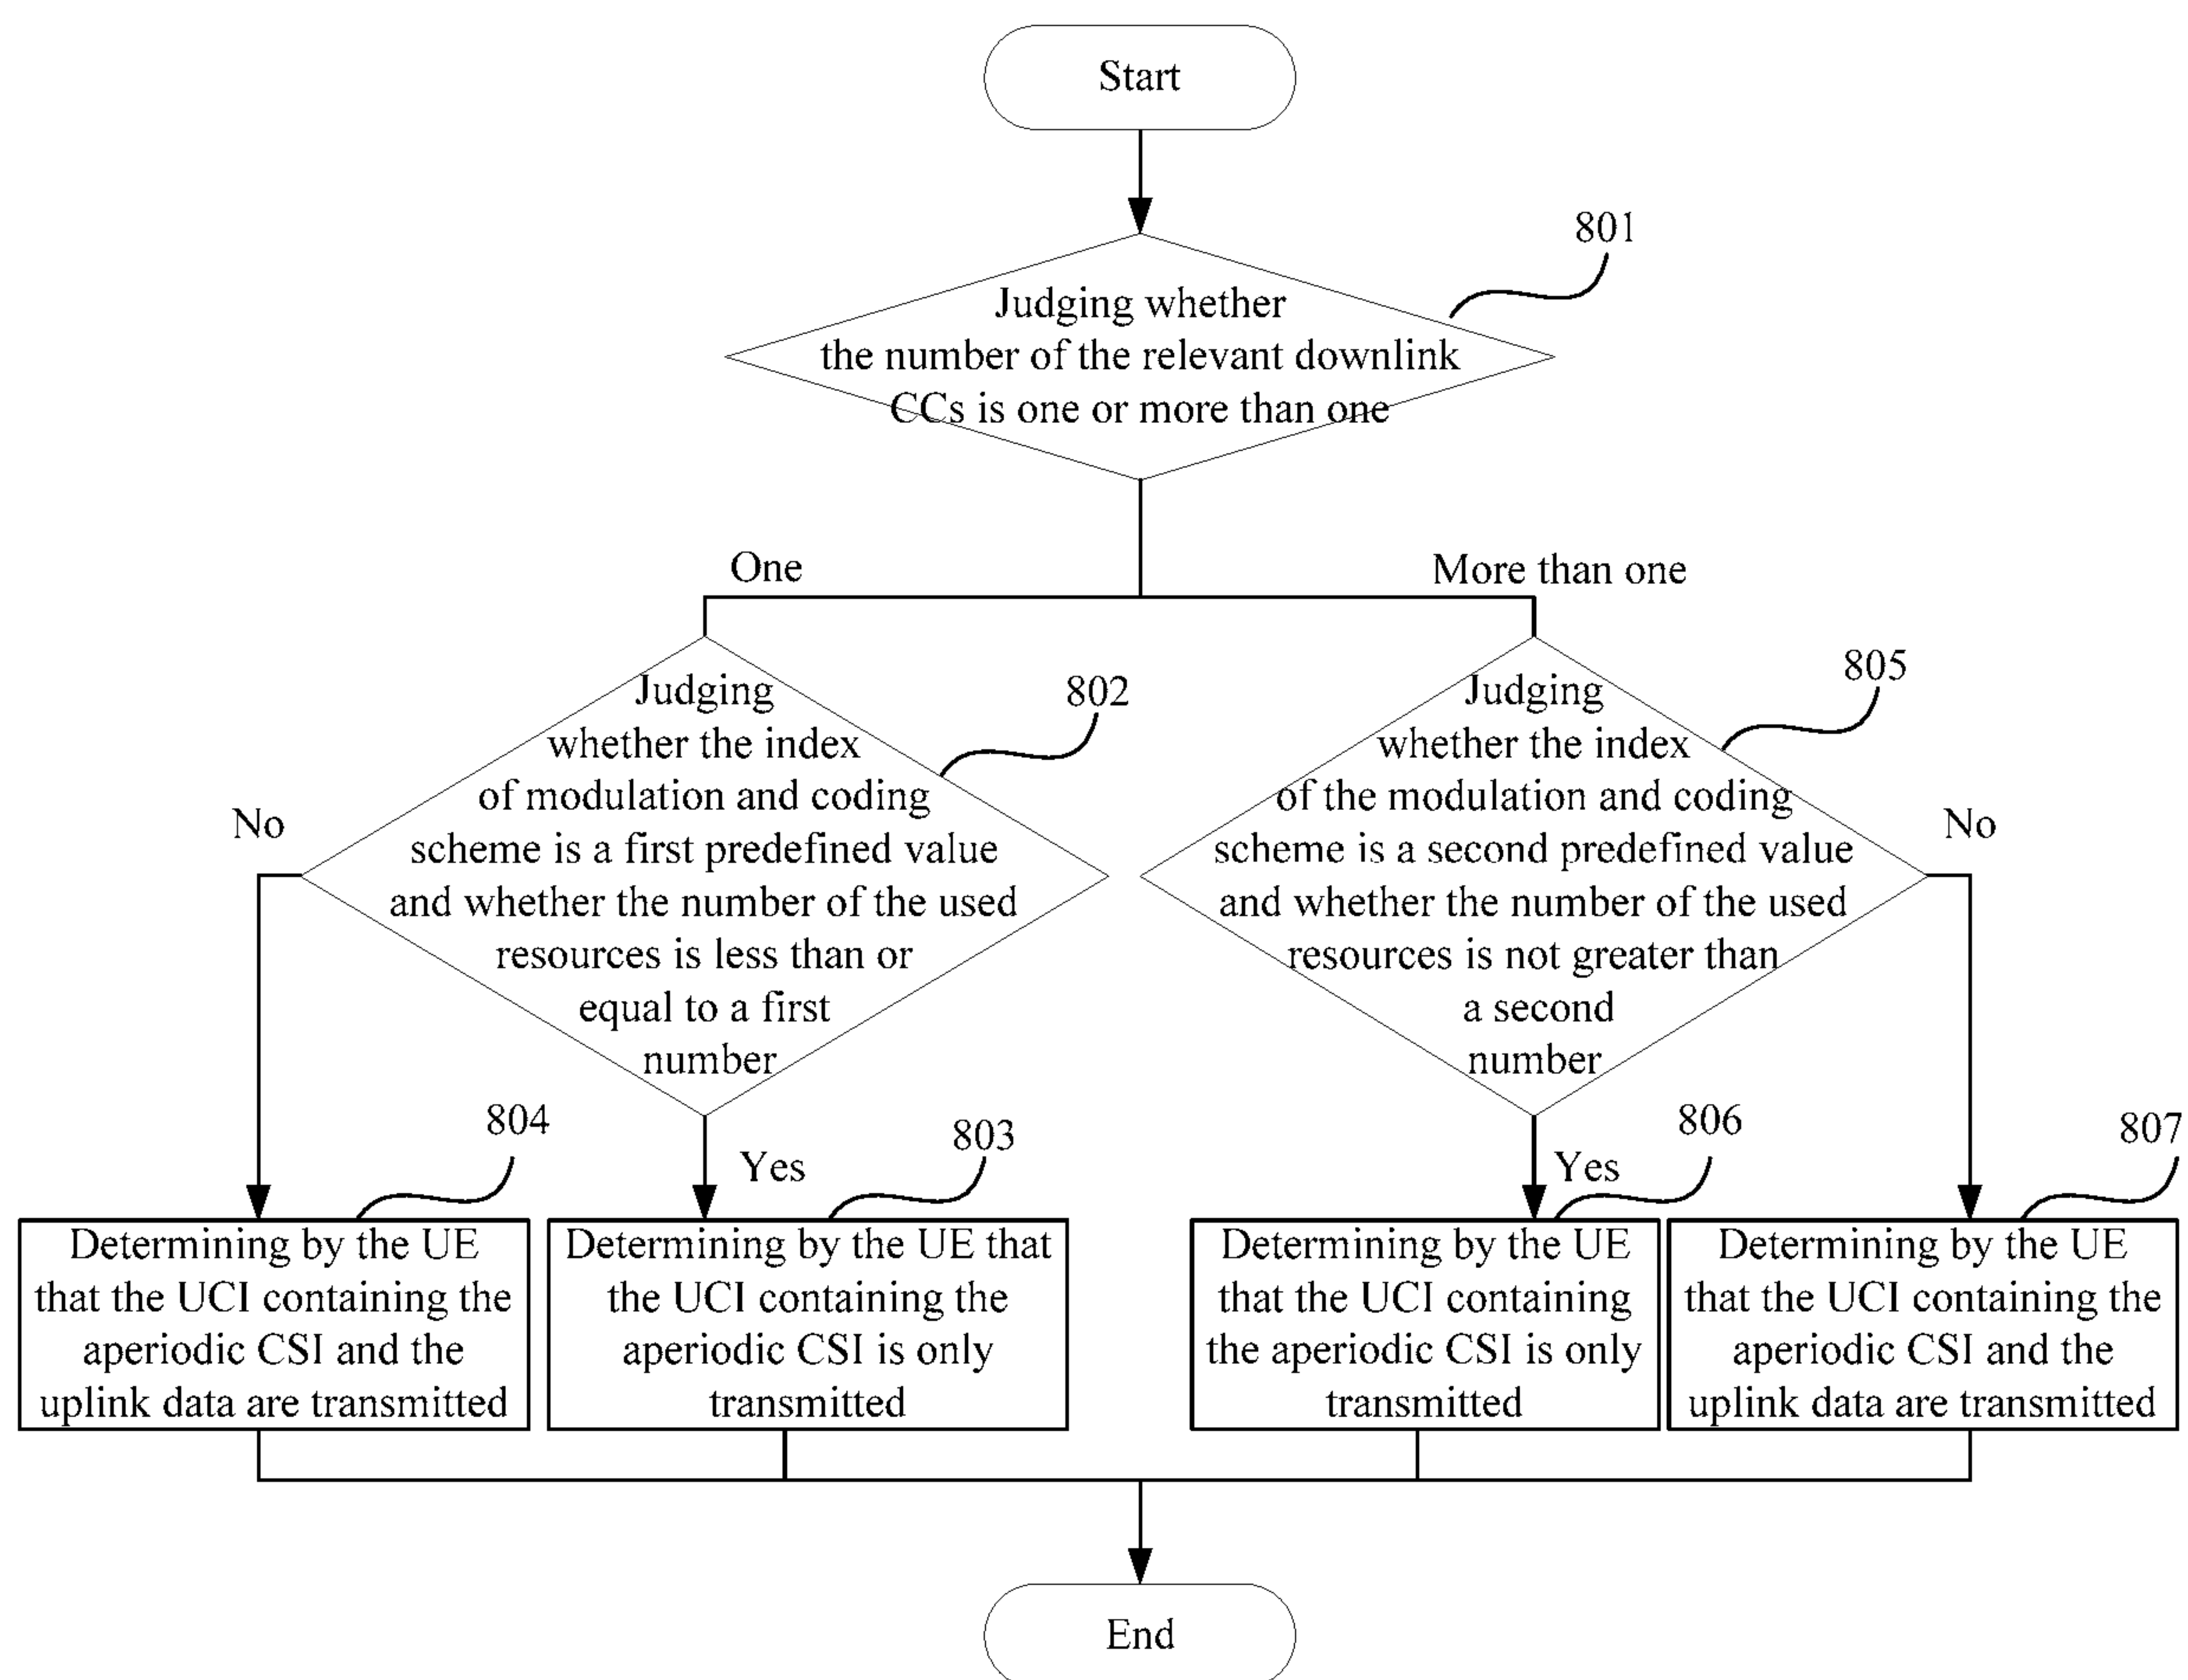 Start
801
Judging whether
the number of the relevant downlink
CCs is one or more than one
One
More than one
802
Judging
whether the index
of modulation and coding
scheme is a first predefined value
and whether the number of the used
resources is less than or
equal to a first
number
805
Judging
whether the index
of the modulation and coding
scheme is a second predefined value
and whether the number of the used
resources is not greater than
a second
number
No
No
804
Yes
803
Yes
806
807
Determining by the UE
that the UCI containing the
aperiodic CSI and the
uplink data are transmitted
Determining by the UE that
the UCI containing the
aperiodic CSI is only
transmitted
Determining by the UE
that the UCI containing
the aperiodic CSI is only
transmitted
Determining by the UE
that the UCI containing the
aperiodic CSI and the
uplink data are transmitted
End